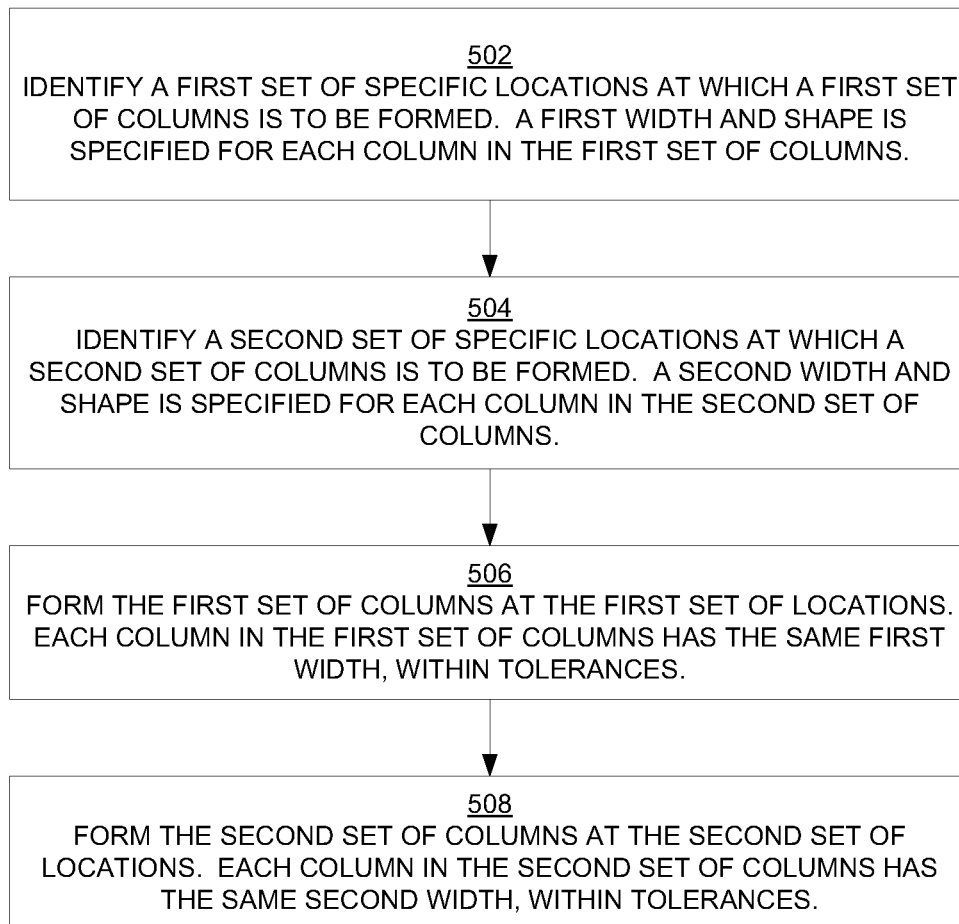 502
IDENTIFY A FIRST SET OF SPECIFIC LOCATIONS AT WHICH A FIRST SET
OF COLUMNS IS TO BE FORMED. A FIRST WIDTH AND SHAPE IS
SPECIFIED FOR EACH COLUMN IN THE FIRST SET OF COLUMNS.
504
IDENTIFY A SECOND SET OF SPECIFIC LOCATIONS AT WHICH A
SECOND SET OF COLUMNS IS TO BE FORMED. A SECOND WIDTH AND
SHAPE IS SPECIFIED FOR EACH COLUMN IN THE SECOND SET OF
COLUMNS.
506
FORM THE FIRST SET OF COLUMNS AT THE FIRST SET OF LOCATIONS.
EACH COLUMN IN THE FIRST SET OF COLUMNS HAS THE SAME FIRST
WIDTH, WITHIN TOLERANCES.
508
FORM THE SECOND SET OF COLUMNS AT THE SECOND SET OF
LOCATIONS. EACH COLUMN IN THE SECOND SET OF COLUMNS HAS
THE SAME SECOND WIDTH, WITHIN TOLERANCES.